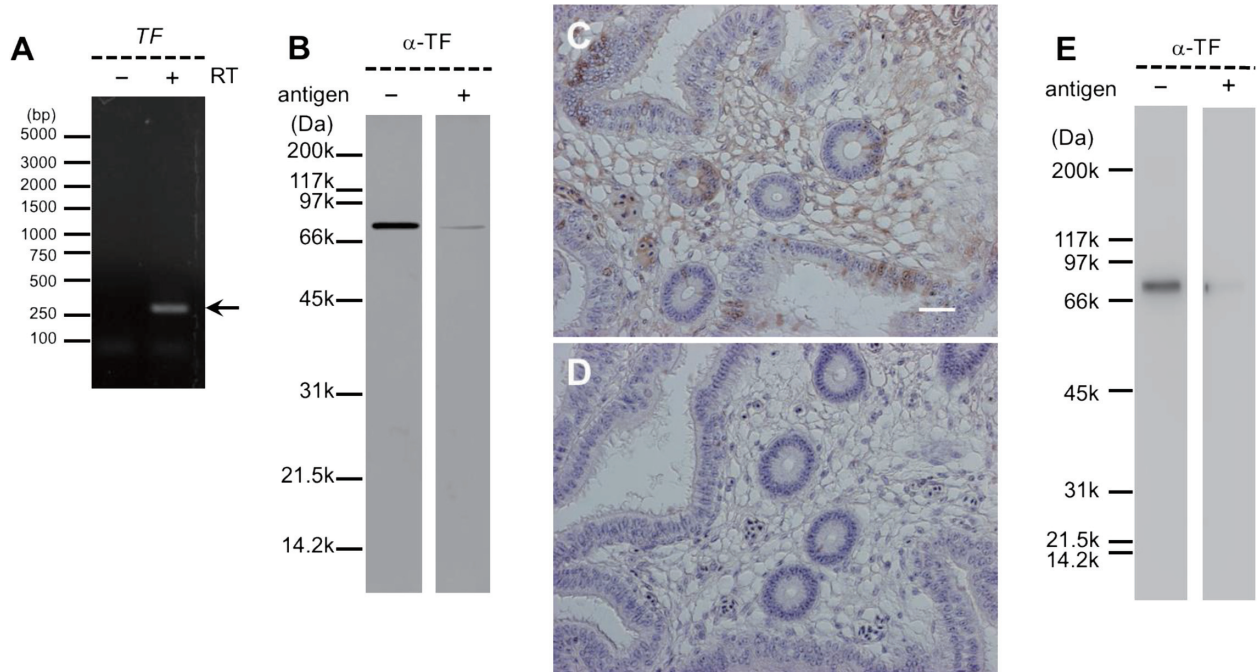 A
TF
− + RT
(bp)
5000
3000
2000
1500
1000
750
500
250
100
B
α-TF
antigen − +
(Da)
200k
117k
97k
66k
45k
31k
21.5k
14.2k
C
D
E
α-TF
antigen − +
(Da)
200k
117k
97k
66k
45k
31k
21.5k
14.2k